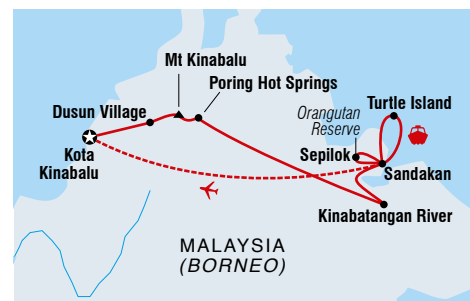 Mt Kinabalu
Poring Hot Springs
Dusun Village
Kota
Kinabalu
Orangutan
Reserve
Turtle Island
Sepilok
Sandakan
Kinabatangan River
MALAYSIA
(BORNEO)